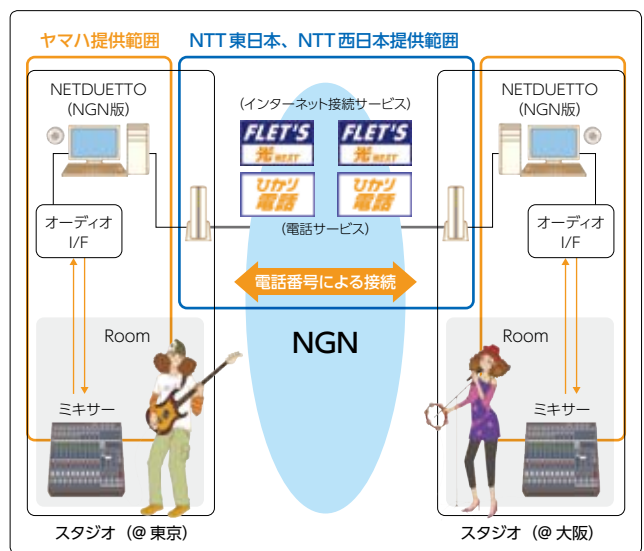 ヤマハ提供範囲
NTT東日本、NTT西日本提供範囲
NETDUETTO
(NGN版)
オーディオ
I/F
Room
ミキサー
スタジオ（@ 東京）
(インターネット接続サービス)
FLET'S
光 NEXT
FLET'S
光 NEXT
ひかり
電話
ひかり
電話
(電話サービス)
電話番号による接続
NGN
NETDUETTO
(NGN版)
オーディオ
I/F
Room
ミキサー
スタジオ（@ 大阪）